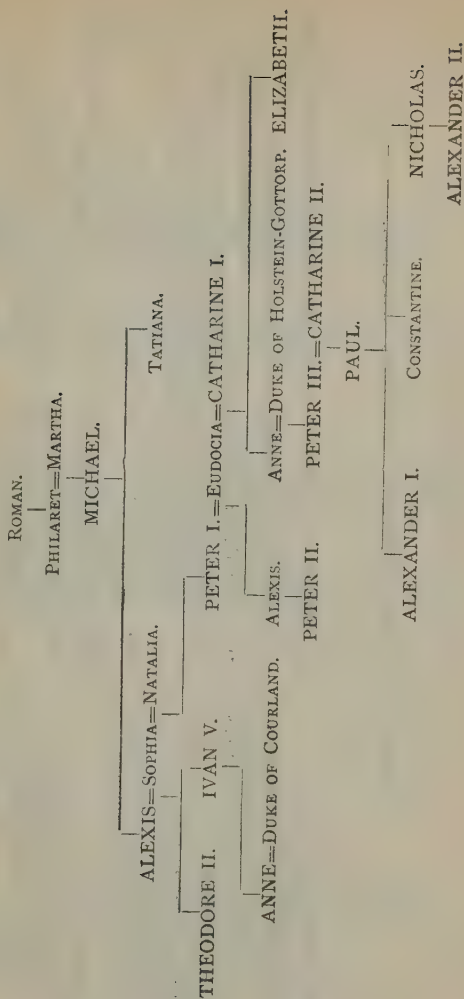 ROMAN.
PHILARET=MARTHA.
MICHAEL.
ALEXIS=SOPHIA=NATALIA. TATIANA.
THEODORE II. IVAN V. PETER I.=EUDOCIA=CATHARINE I.
ANNE=DUKE OF COURLAND. ALEXIS. ANNE=DUKE OF HOLSTEIN-GOTTORP. ELIZABETH.
PETER II. PETER III.=CATHARINE II.
PAUL.
ALEXANDER I. CONSTANTINE. NICHOLAS.
ALEXANDER II.